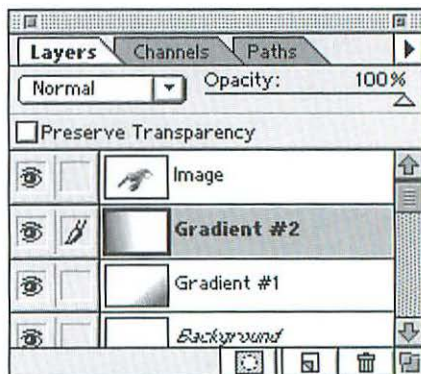 Layers Channels Paths
Normal Opacity: 100%
Preserve Transparency
Image
Gradient #2
Gradient #1
Background